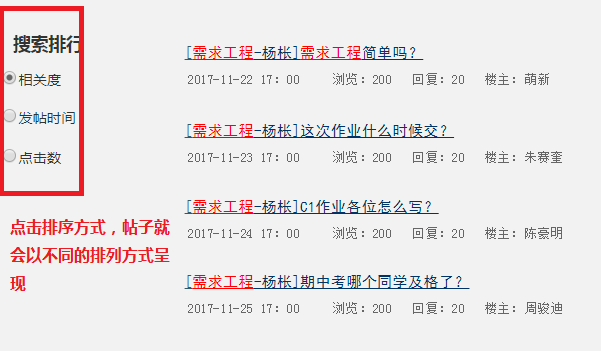 搜索排行
相关度
发帖时间
点击数
点击排序方式，帖子就
会以不同的排列方式呈
现
[需求工程-杨枨]需求工程简单吗？
2017-11-22 17：00 浏览：200 回复：20 楼主：萌新
[需求工程-杨枨]这次作业什么时候交？
2017-11-23 17：00 浏览：200 回复：20 楼主：朱赛奎
[需求工程-杨枨]C1作业各位怎么写？
2017-11-24 17：00 浏览：200 回复：20 楼主：陈豪明
[需求工程-杨枨]期中考哪个同学及格了？
2017-11-25 17：00 浏览：200 回复：20 楼主：周骏迪